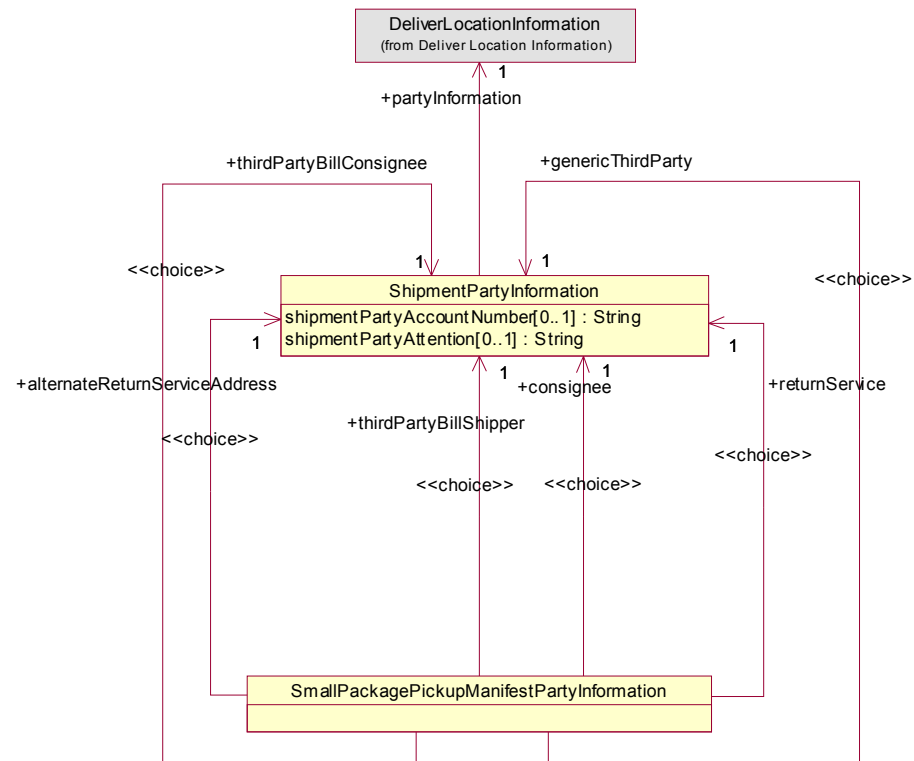 DeliverLocationInformation
(from Deliver Location Information)
1
+partyInformation
+thirdPartyBillConsignee
+genericThirdParty
1
1
<<choice>>
<<choice>>
ShipmentPartyInformation
shipmentPartyAccountNumber[0..1] : String
shipmentPartyAttention[0..1] : String
1
1
1
1
+alternateReturnServiceAddress
+consignee
+returnService
+thirdPartyBillShipper
<<choice>>
<<choice>>
<<choice>>
<<choice>>
SmallPackagePickupManifestPartyInformation